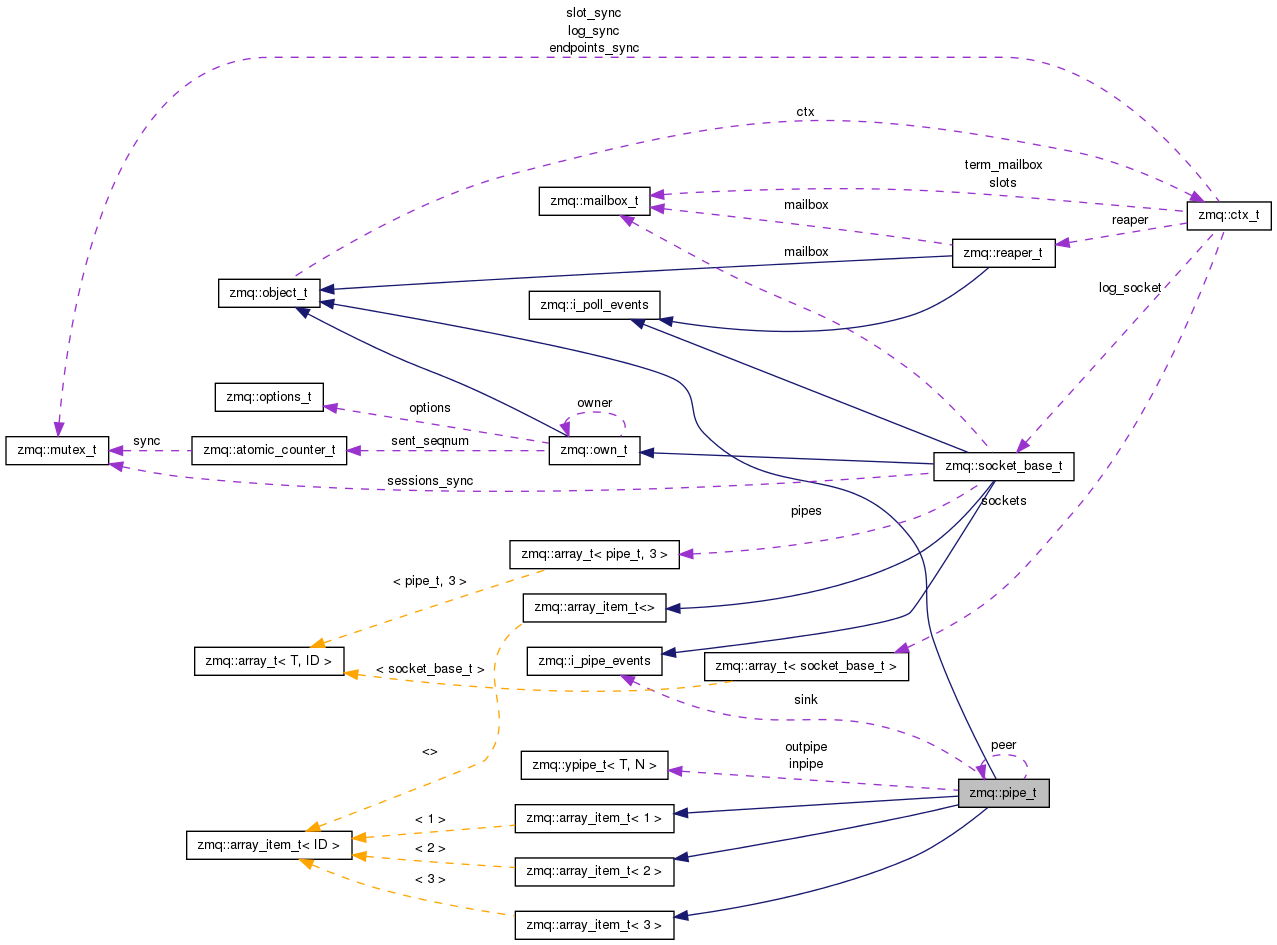 slot_sync
log_sync
endpoints_sync
ctx
term_mailbox
slots
zmq::mailbox_t
mailbox
zmq::ctx_t
reaper
zmq::reaper_t
mailbox
zmq::object_t
zmq::i_poll_events
log_socket
zmq::options_t
options
owner
zmq::mutex_t
sync
zmq::atomic_counter_t
sent_seqnum
zmq::own_t
zmq::socket_base_t
sessions_sync
sockets
pipes
zmq::array_t< pipe_t, 3 >
< pipe_t, 3 >
zmq::array_item_t<>
zmq::array_t< T, ID >
< socket_base_t >
zmq::i_pipe_events
zmq::array_t< socket_base_t >
sink
<>
outpipe
inpipe
peer
zmq::ypipe_t< T, N >
zmq::pipe_t
< 1 >
zmq::array_item_t< 1 >
zmq::array_item_t< ID >
< 2 >
zmq::array_item_t< 2 >
< 3 >
zmq::array_item_t< 3 >